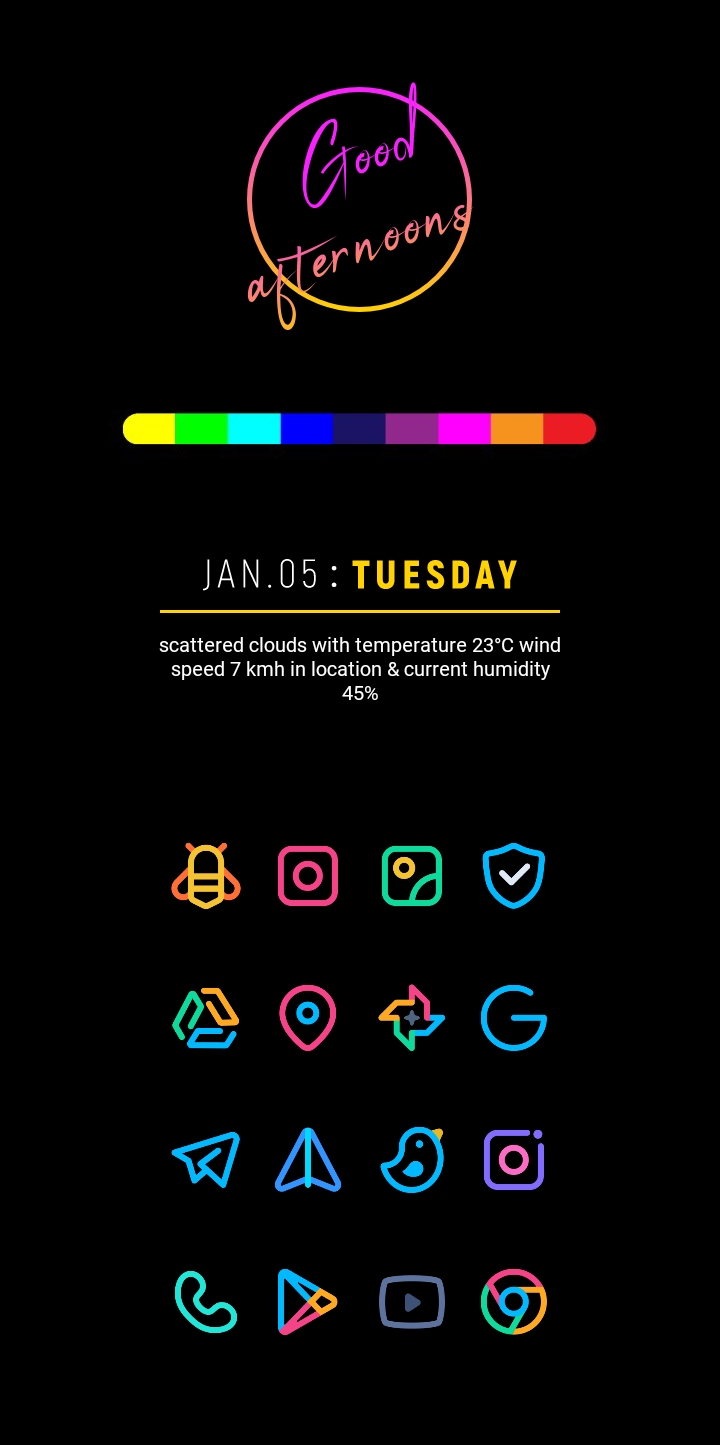 Good
afternoons
JAN.05 : TUESDAY
scattered clouds with temperature 23°C wind
speed 7 kmh in location & current humidity
45%